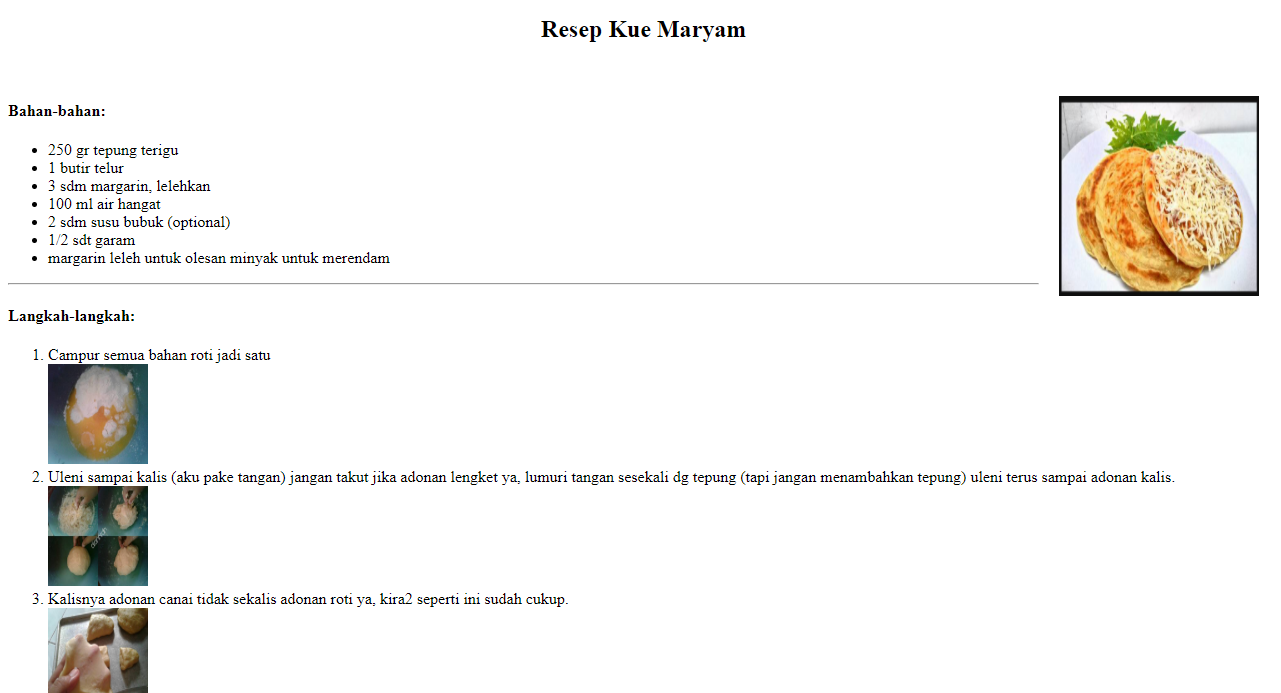 Resep Kue Maryam
Bahan-bahan:
250 gr tepung terigu
1 butir telur
3 sdm margarin, lelehkan
100 ml air hangat
2 sdm susu bubuk (optional)
1/2 sdt garam
margarin leleh untuk olesan minyak untuk merendam
Langkah-langkah:
1. Campur semua bahan roti jadi satu
2. Uleni sampai kalis (aku pake tangan) jangan takut jika adonan lengket ya, lumuri tangan sesekali dg tepung (tapi jangan menambahkan tepung) uleni terus sampai adonan kalis.
3. Kalisnya adonan canai tidak sekalis adonan roti ya, kira2 seperti ini sudah cukup.